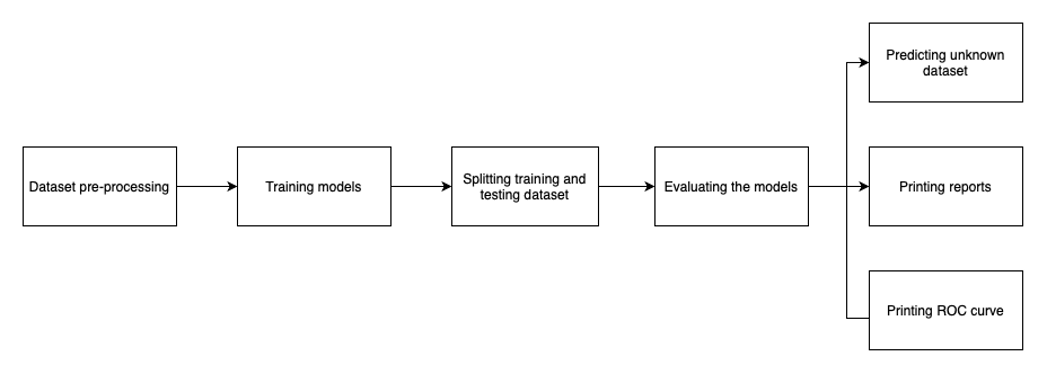 Dataset pre-processing
Training models
Splitting training and
testing dataset
Evaluating the models
Predicting unknown
dataset
Printing reports
Printing ROC curve